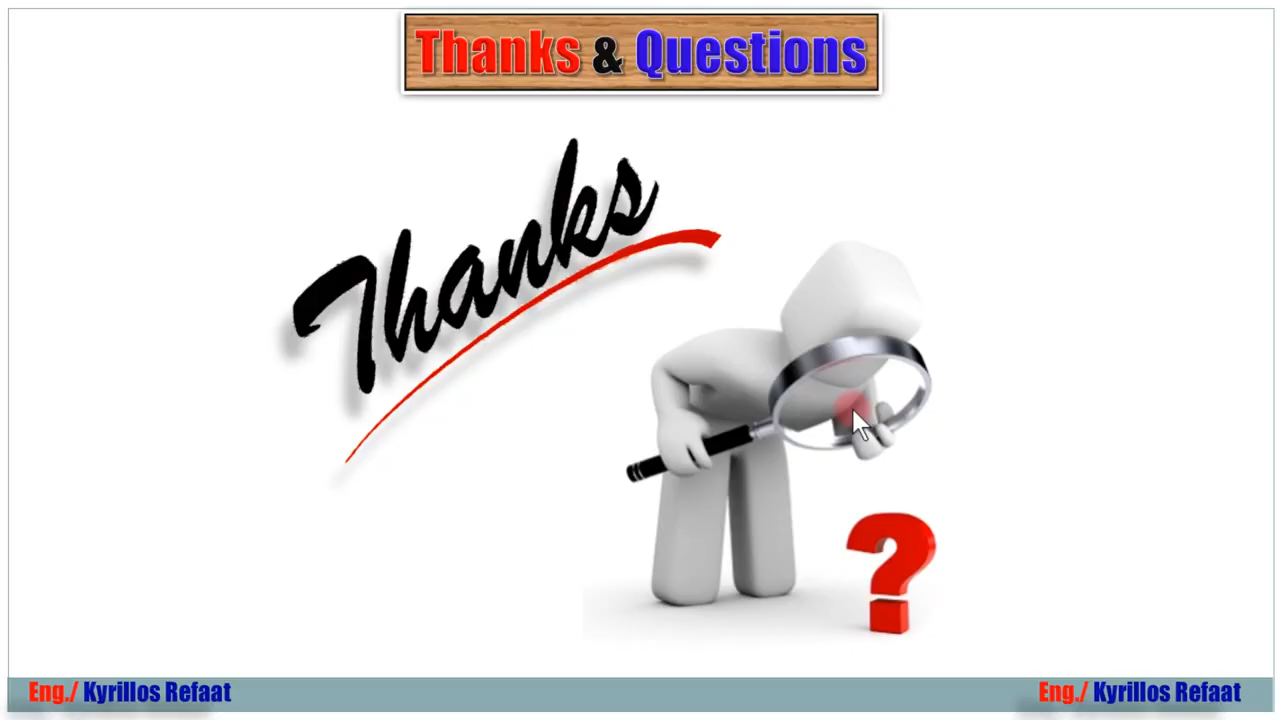 Thanks & Questions
Thanks
?
Eng./ Kyrillos Refaat
Eng./ Kyrillos Refaat